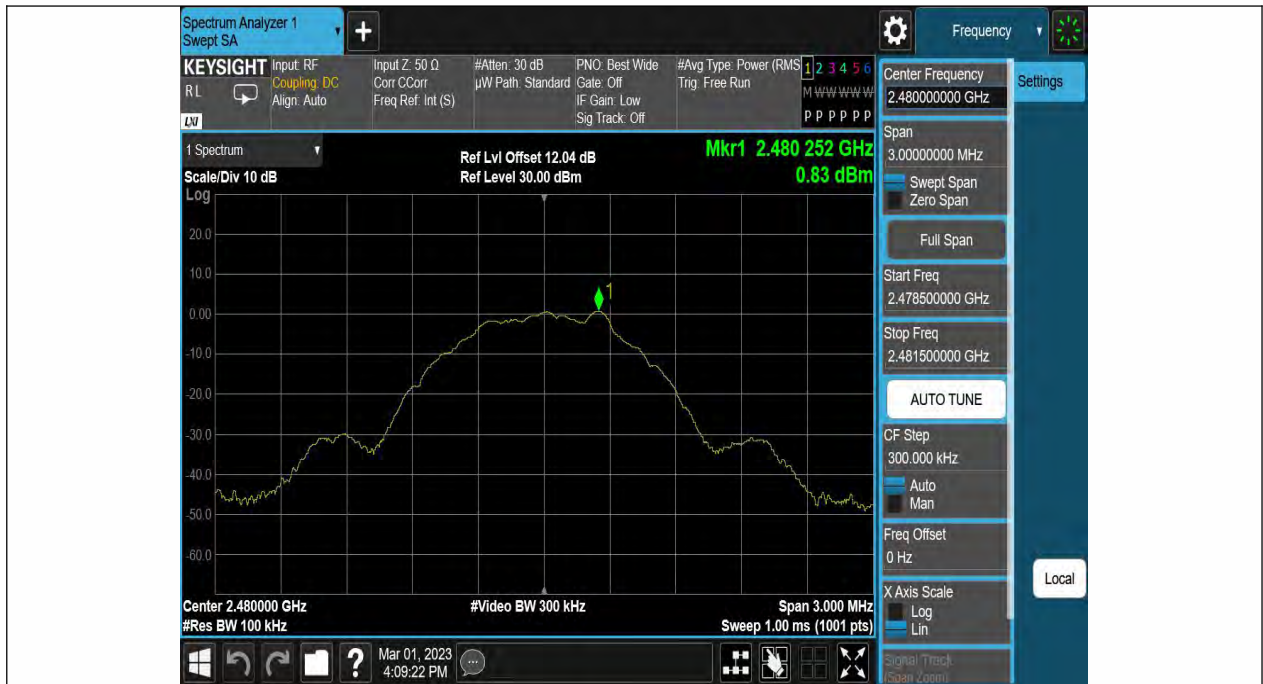 Spectrum Analyzer 1
Swept SA
+
Frequency
KEYSIGHT
RL
LXI
Input: RF
Coupling: DC
Align: Auto
Input Z: 50 Ω
Corr CCorr
Freq Ref: Int (S)
#Atten: 30 dB
µW Path: Standard
PNO: Best Wide
Gate: Off
IF Gain: Low
Sig Track: Off
#Avg Type: Power (RMS
Trig: Free Run
1 2 3 4 5 6
M W W W W W
P P P P P P
1 Spectrum
Scale/Div 10 dB
Log
Ref Lvl Offset 12.04 dB
Ref Level 30.00 dBm
Mkr1 2.480 252 GHz
0.83 dBm
20.0
10.0
0.00
-10.0
-20.0
-30.0
-40.0
-50.0
-60.0
1
Center 2.480000 GHz
#Res BW 100 kHz
#Video BW 300 kHz
Span 3.000 MHz
Sweep 1.00 ms (1001 pts)
Mar 01, 2023
4:09:22 PM
?
Center Frequency
2.480000000 GHz
Settings
Span
3.00000000 MHz
Swept Span
Zero Span
Full Span
Start Freq
2.478500000 GHz
Stop Freq
2.481500000 GHz
AUTO TUNE
CF Step
300.000 kHz
Auto
Man
Freq Offset
0 Hz
X Axis Scale
Log
Lin
Local
Signal Track
(Span Zoom)